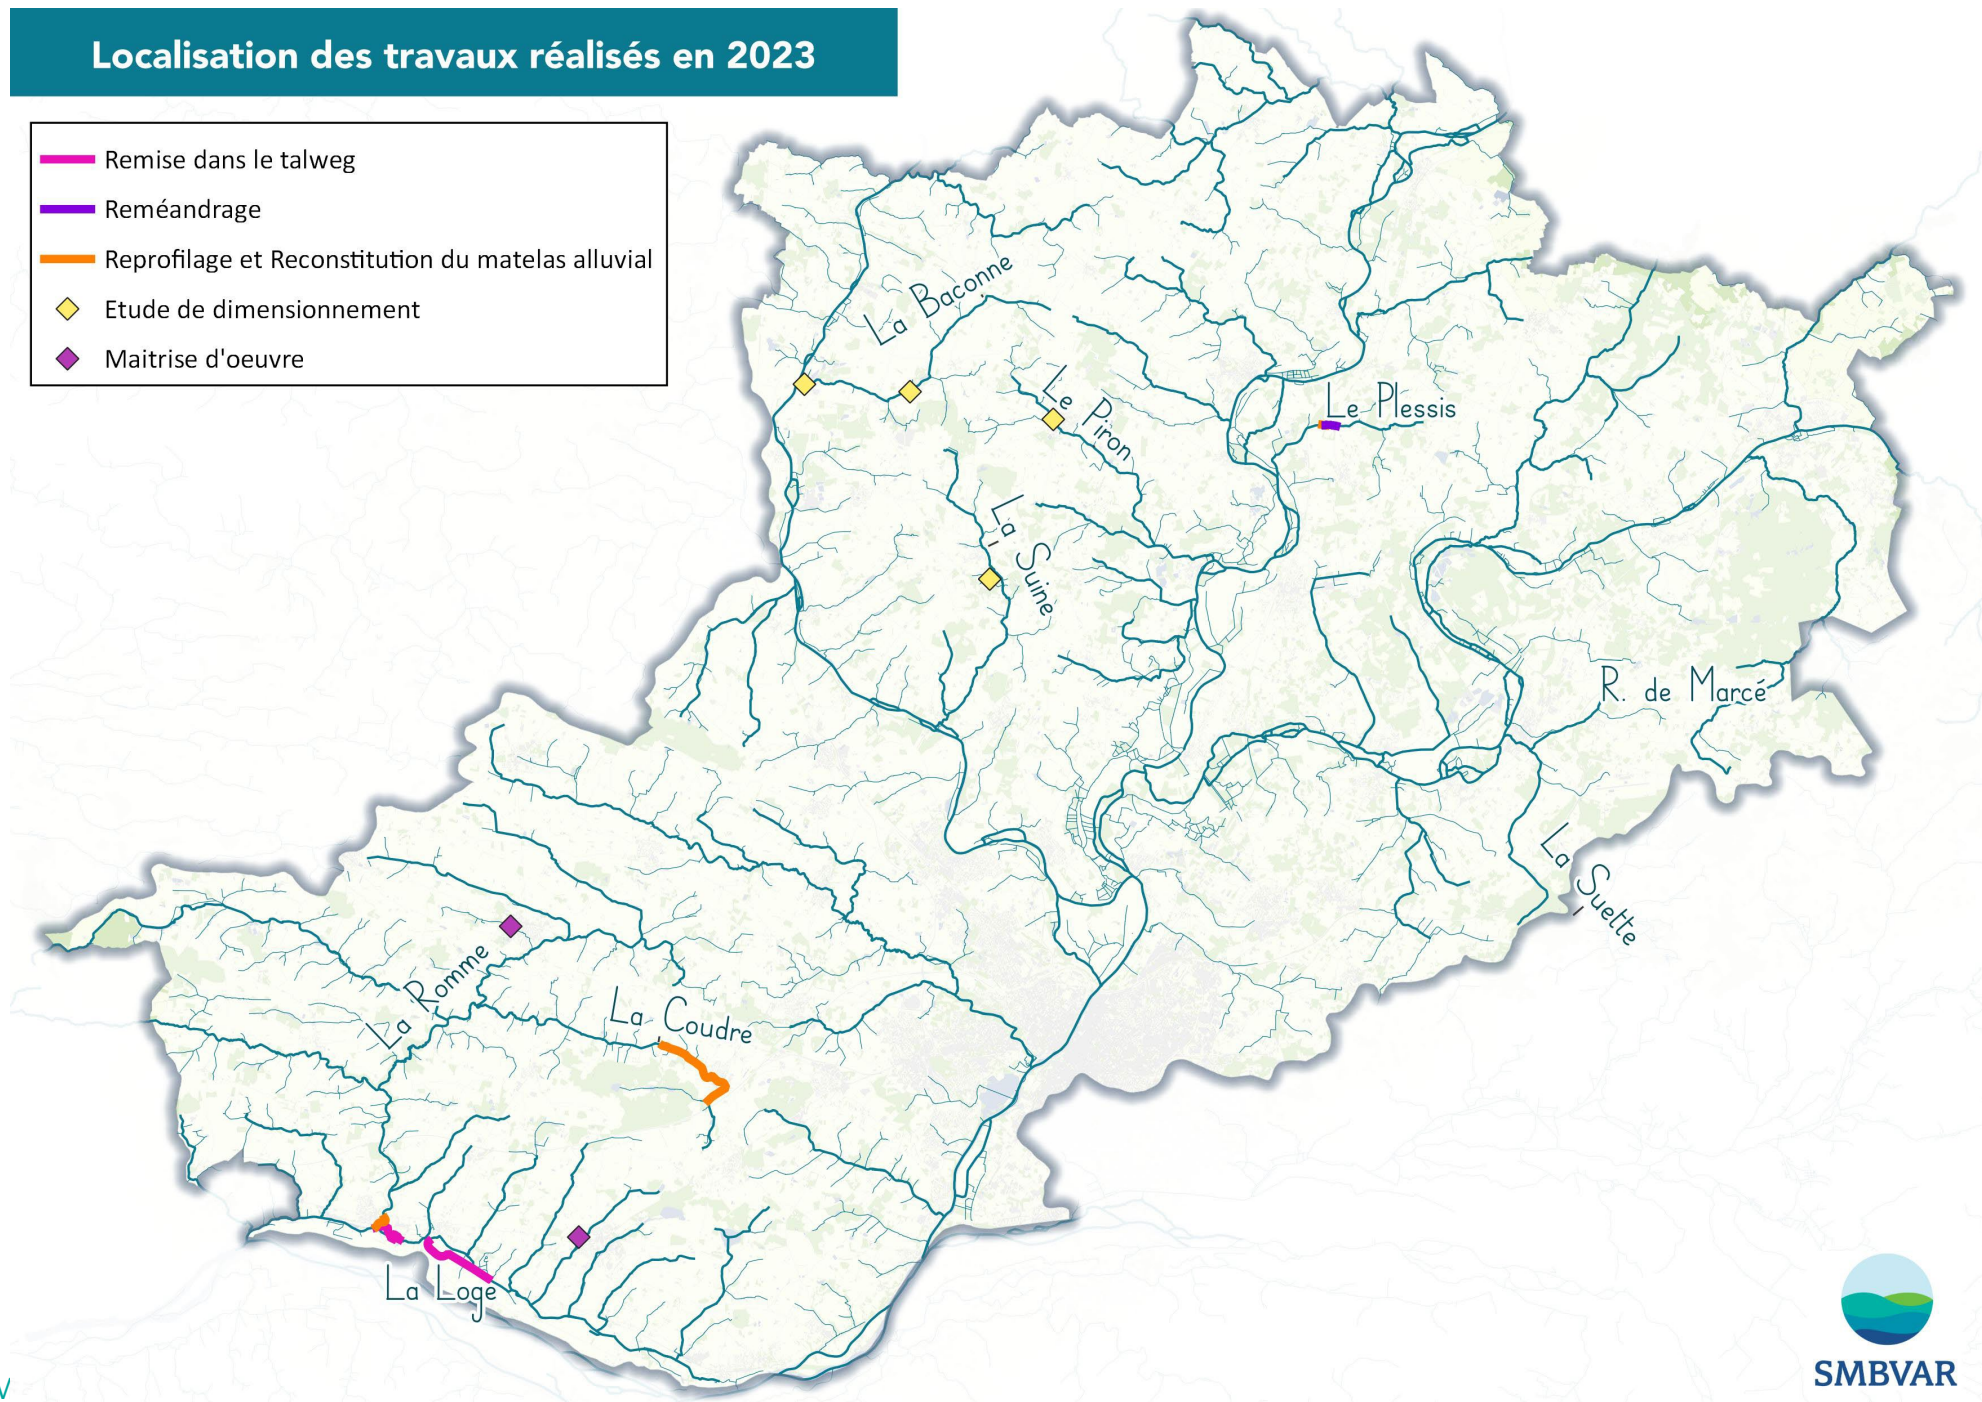 Localisation des travaux réalisés en 2023
Remise dans le talweg
Reméandrage
Reprofilage et Reconstitution du matelas alluvial
Etude de dimensionnement
Maitrise d'oeuvre
La Baconne
Le Piron
Le Plessis
La Suine
R. de Marcé
La Suette
La Romme
La Coudre
La Loge
SMBVAR